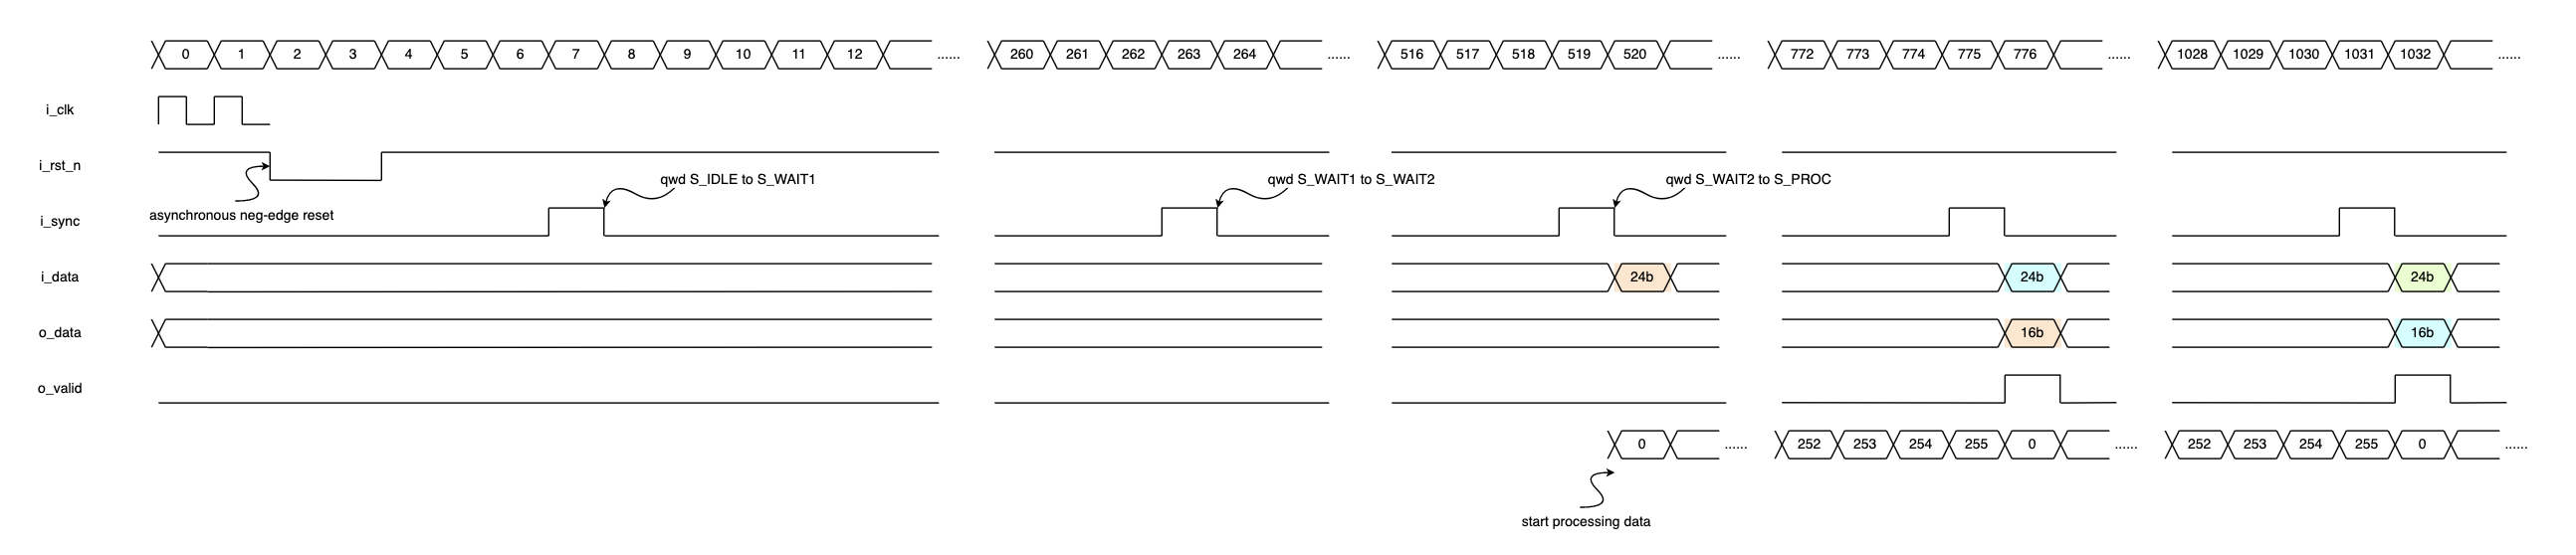 0 1 2 3 4 5 6 7 8 9 10 11 12 ...... 260 261 262 263 264 ...... 516 517 518 519 520 ...... 772 773 774 775 776 ...... 1028 1029 1030 1031 1032 ......
i_clk
i_rst_n
qwd S_IDLE to S_WAIT1 qwd S_WAIT1 to S_WAIT2 qwd S_WAIT2 to S_PROC
asynchronous neg-edge reset
i_sync
i_data 24b 24b 24b
o_data 16b 16b
o_valid
0 ...... 252 253 254 255 0 ...... 252 253 254 255 0 ......
start processing data